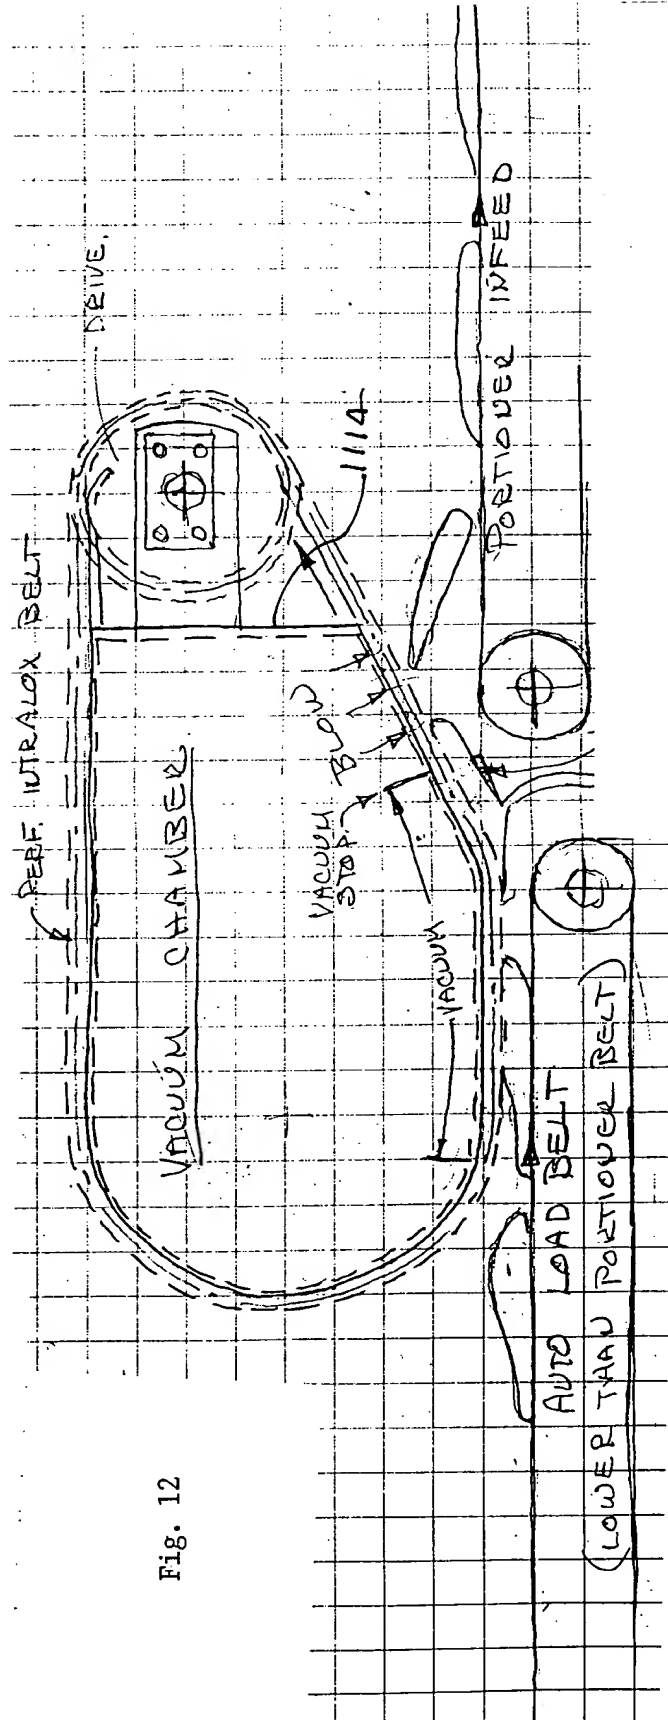 Fig. 12
PERF. INTRALOX BELT
DRIVE.
VACUUM CHAMBER
1114
VACUUM
STOP
BLOW
VACUUM
PORTIONER INFEED
AUTO LOAD BELT
(LOWER THAN PORTIONER BELT)